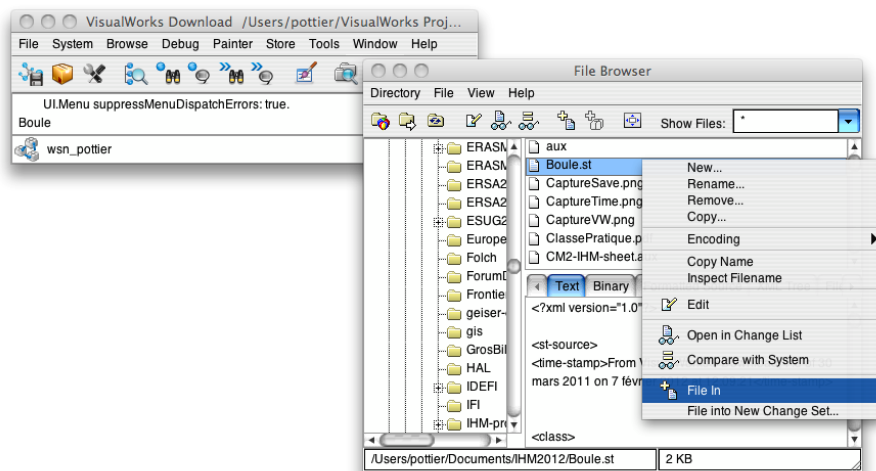 VisualWorks Download /Users/pottier/VisualWorks Proj...
File System Browse Debug Painter Store Tools Window Help
UI.Menu suppressMenuDispatchErrors: true.
Boule
wsn_pottier
File Browser
Directory File View Help
Show Files: *
ERASM
ERASM
ERSA2
ERSA2
ESUG2
Europe
Folch
ForumD
Frontie
geiser-
gis
GrosBil
HAL
IDEFI
IFI
IHM-pro
aux
Boule.st
CaptureSave.png
CaptureTime.png
CaptureVW.png
ClassePratique.p
CM2-IHM-sheet.a
Text Binary
<?xml version="1.0"
<st-source>
<time-stamp>From V
mars 2011 on 7 févr
<class>
New...
Rename...
Remove...
Copy...
Encoding
Copy Name
Inspect Filename
Edit
Open in Change List
Compare with System
File In
File into New Change Set...
/Users/pottier/Documents/IHM2012/Boule.st
2 KB